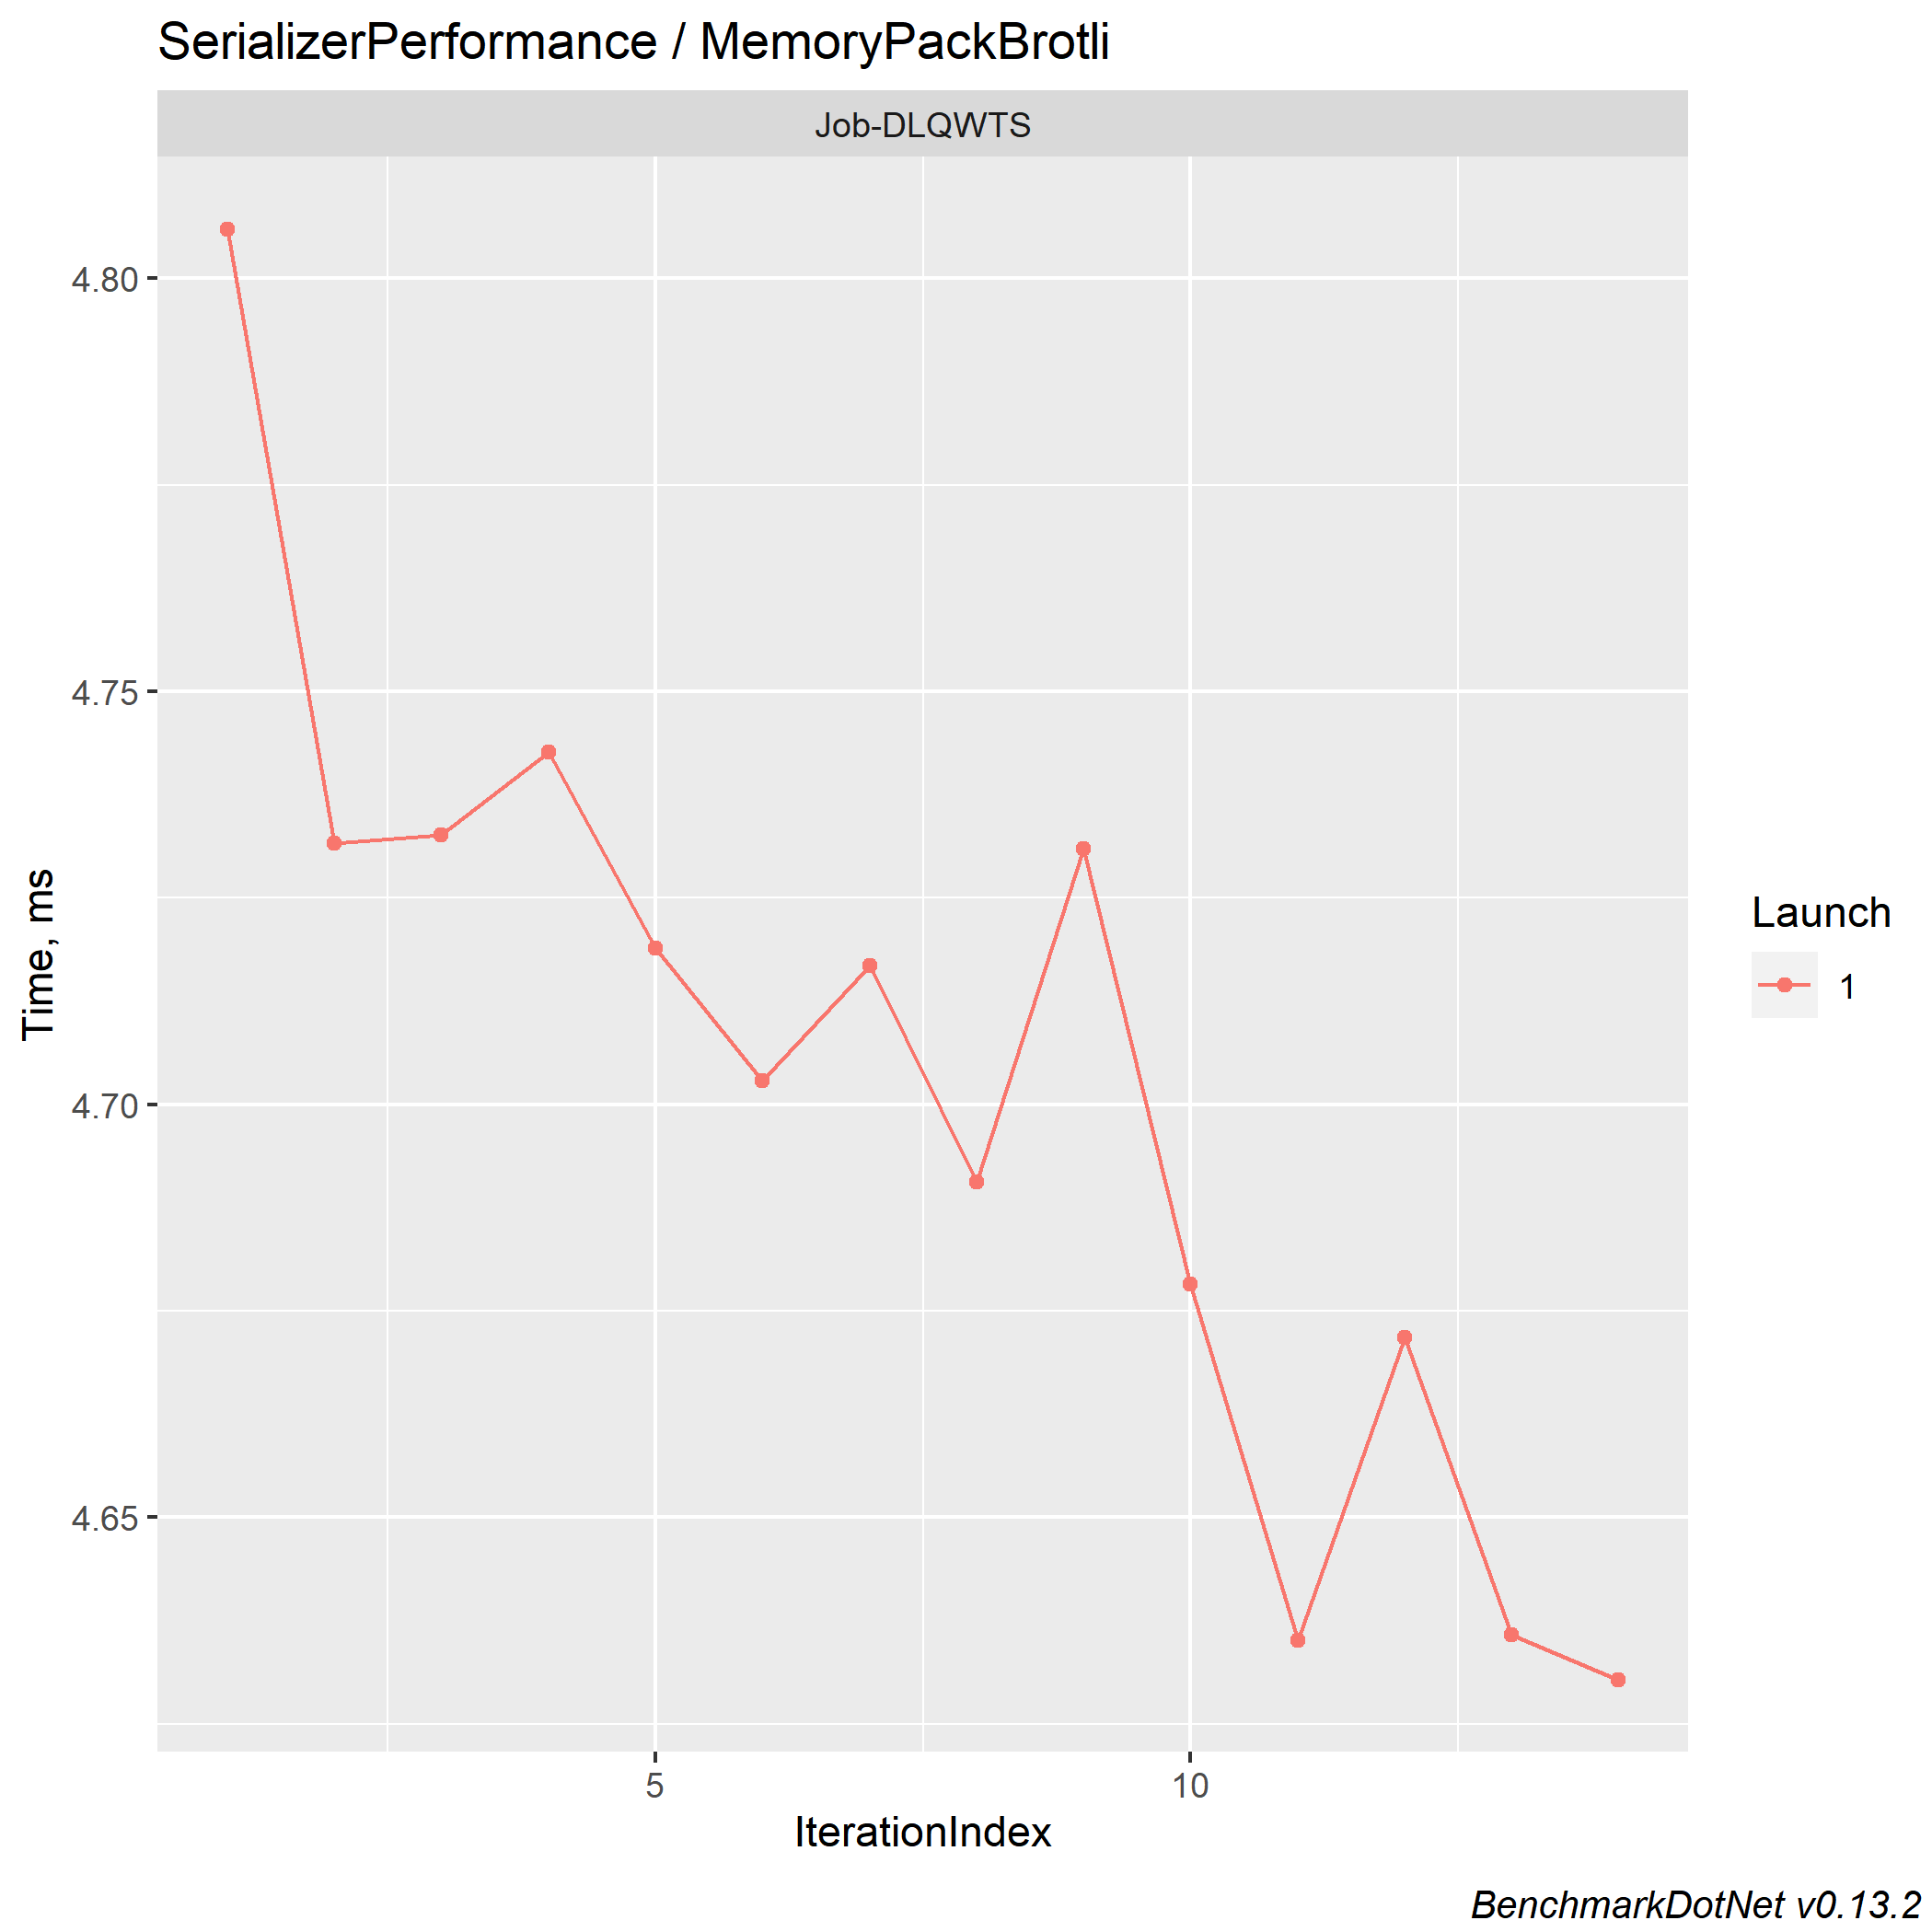 SerializerPerformance / MemoryPackBrotli
Job-DLQWTS
4.80
4.75
4.70
4.65
Time, ms
5
10
IterationIndex
Launch
1
BenchmarkDotNet v0.13.2